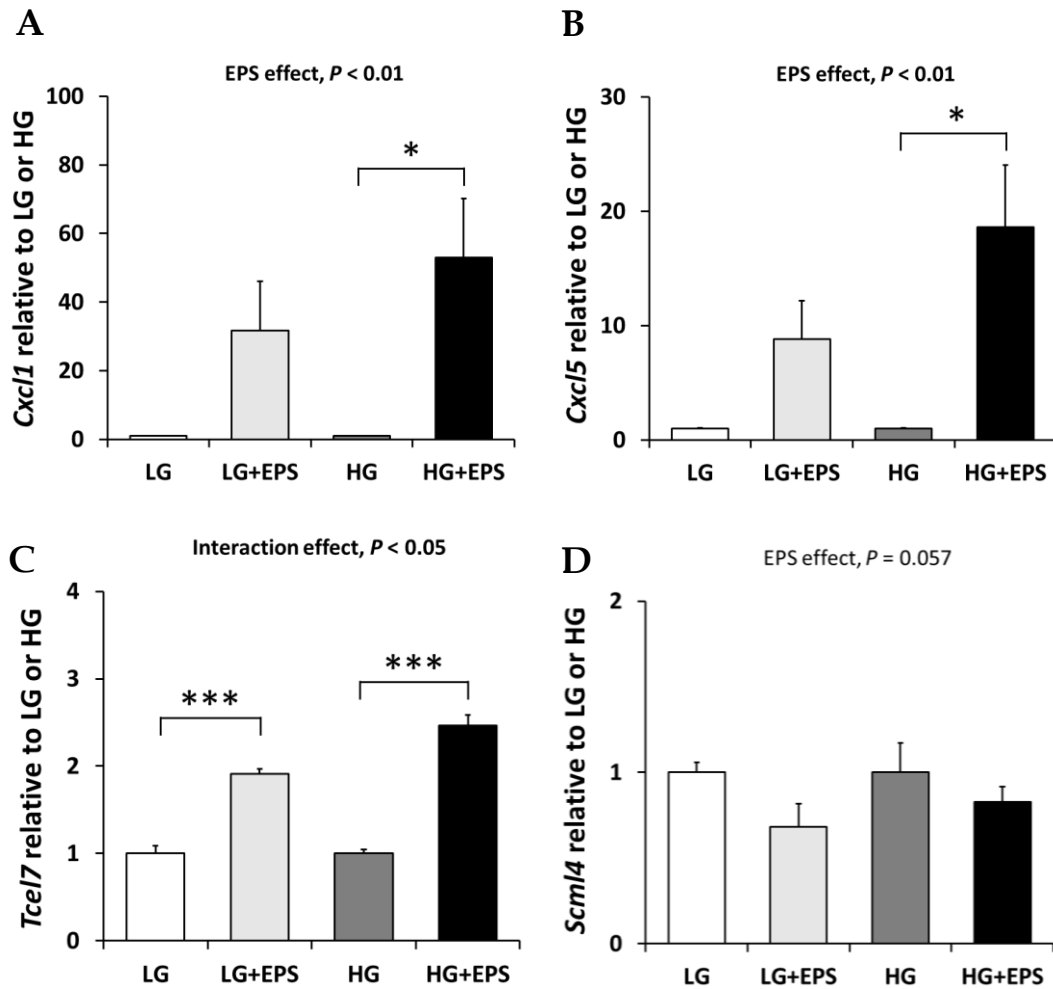 A
EPS effect, P < 0.01
Cxcl1 relative to LG or HG
100
80
60
40
20
0
*
LG
LG+EPS
HG
HG+EPS
B
EPS effect, P < 0.01
Cxcl5 relative to LG or HG
30
20
10
0
*
LG
LG+EPS
HG
HG+EPS
C
Interaction effect, P < 0.05
Tcel7 relative to LG or HG
4
3
2
1
0
***
***
LG
LG+EPS
HG
HG+EPS
D
EPS effect, P = 0.057
Scml4 relative to LG or HG
2
1
0
LG
LG+EPS
HG
HG+EPS